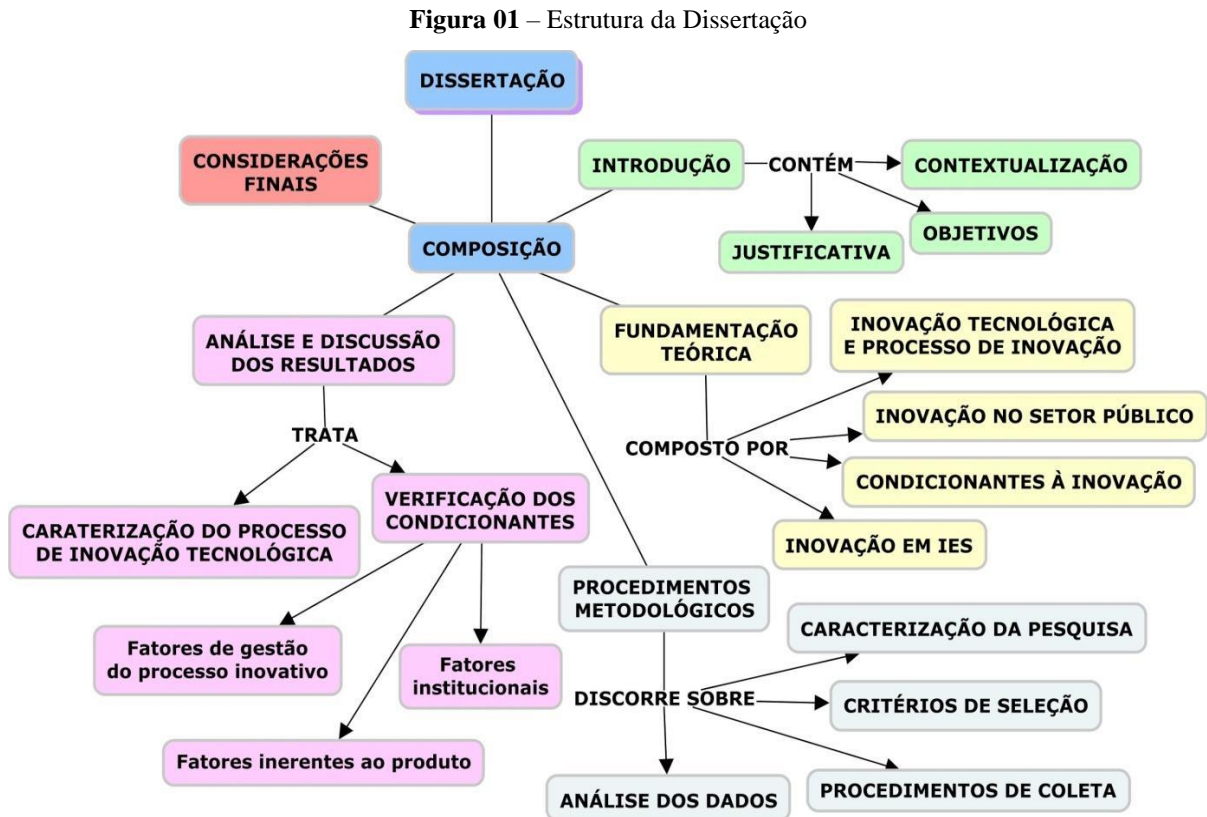 Figura 01 – Estrutura da Dissertação
DISSERTAÇÃO
CONSIDERAÇÕES
FINAIS
INTRODUÇÃO
CONTÉM
CONTEXTUALIZAÇÃO
OBJETIVOS
JUSTIFICATIVA
COMPOSIÇÃO
ANÁLISE E DISCUSSÃO
DOS RESULTADOS
FUNDAMENTAÇÃO
TEÓRICA
INOVAÇÃO TECNOLÓGICA
E PROCESSO DE INOVAÇÃO
INOVAÇÃO NO SETOR PÚBLICO
COMPOSTO POR
CONDICIONANTES À INOVAÇÃO
INOVAÇÃO EM IES
TRATA
VERIFICAÇÃO DOS
CONDICIONANTES
CARATERIZAÇÃO DO PROCESSO
DE INOVAÇÃO TECNOLÓGICA
Fatores de gestão
do processo inovativo
Fatores
institucionais
Fatores inerentes ao produto
PROCEDIMENTOS
METODOLÓGICOS
CARACTERIZAÇÃO DA PESQUISA
DISCORRE SOBRE
CRITÉRIOS DE SELEÇÃO
PROCEDIMENTOS DE COLETA
ANÁLISE DOS DADOS